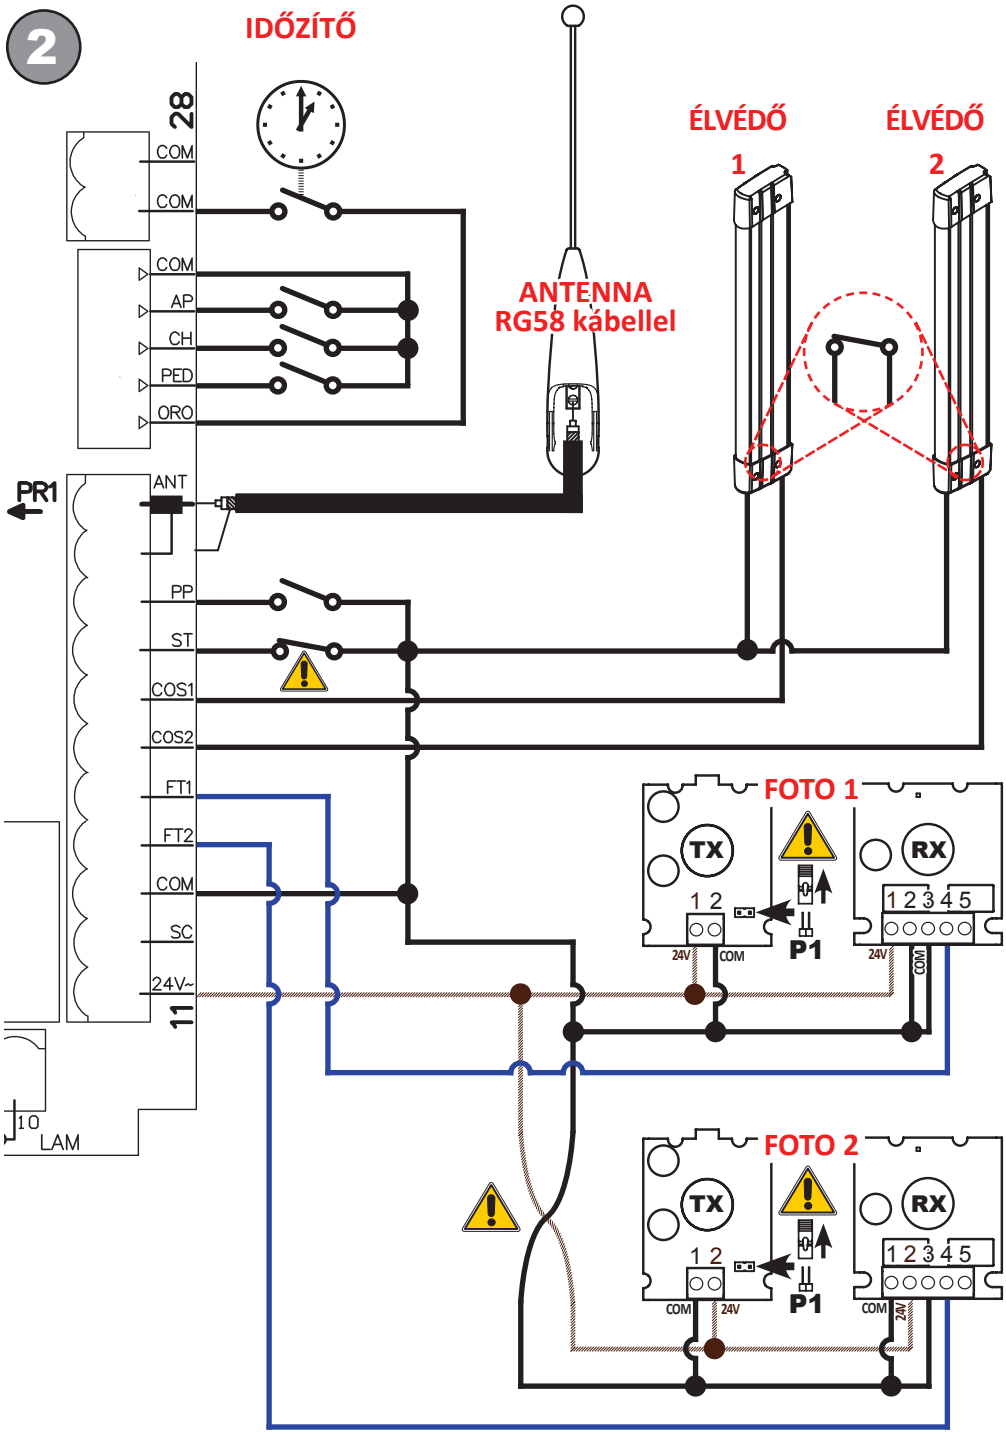 2
IDŐZÍTŐ
28
COM
COM
COM
AP
CH
PED
ORO
ANTENNA
RG58 kábellel
ÉLVÉDŐ
1
ÉLVÉDŐ
2
PR1
ANT
PP
ST
COS1
COS2
FT1
FT2
COM
SC
24V~
11
10
LAM
FOTO 1
TX
RX
1 2
1 2 3 4 5
P1
24V
COM
24V
COM
FOTO 2
TX
RX
1 2
1 2 3 4 5
P1
COM
24V
COM
24V